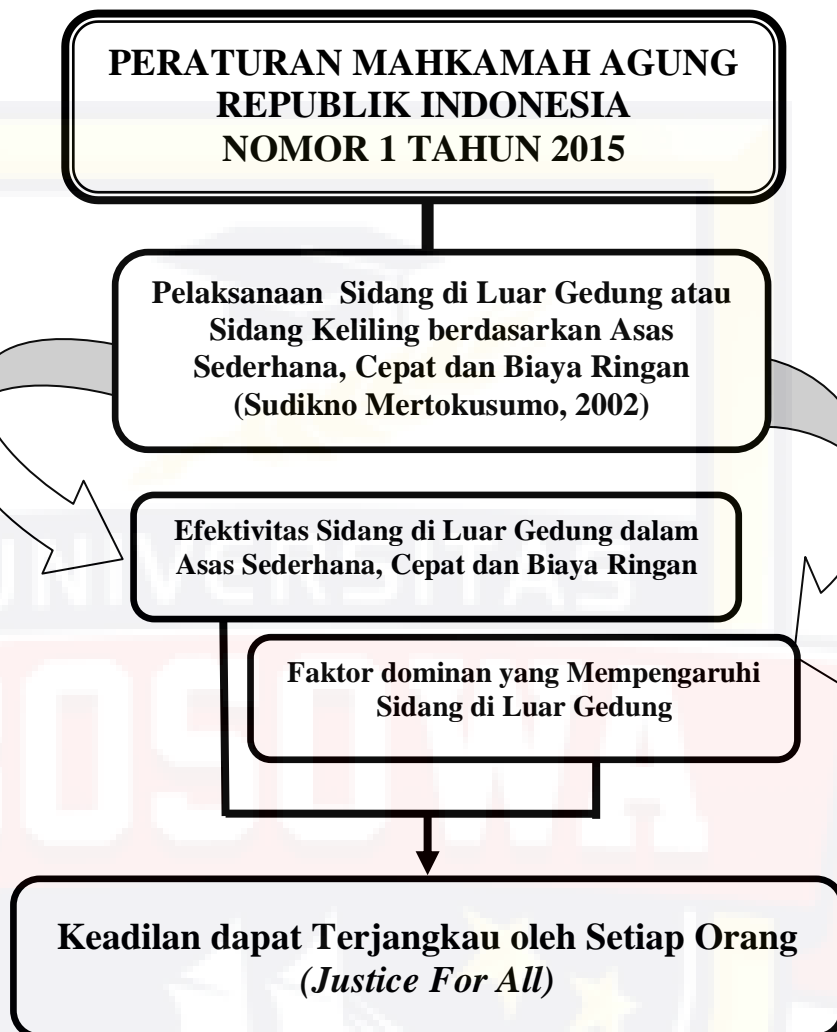 PERATURAN MAHKAMAH AGUNG
REPUBLIK INDONESIA
NOMOR 1 TAHUN 2015
Pelaksanaan Sidang di Luar Gedung atau
Sidang Keliling berdasarkan Asas
Sederhana, Cepat dan Biaya Ringan
(Sudikno Mertokusumo, 2002)
Efektivitas Sidang di Luar Gedung dalam
Asas Sederhana, Cepat dan Biaya Ringan
UNIVERSITAS
Faktor dominan yang Mempengaruhi
Sidang di Luar Gedung
BOSOWA
Keadilan dapat Terjangkau oleh Setiap Orang
(Justice For All)